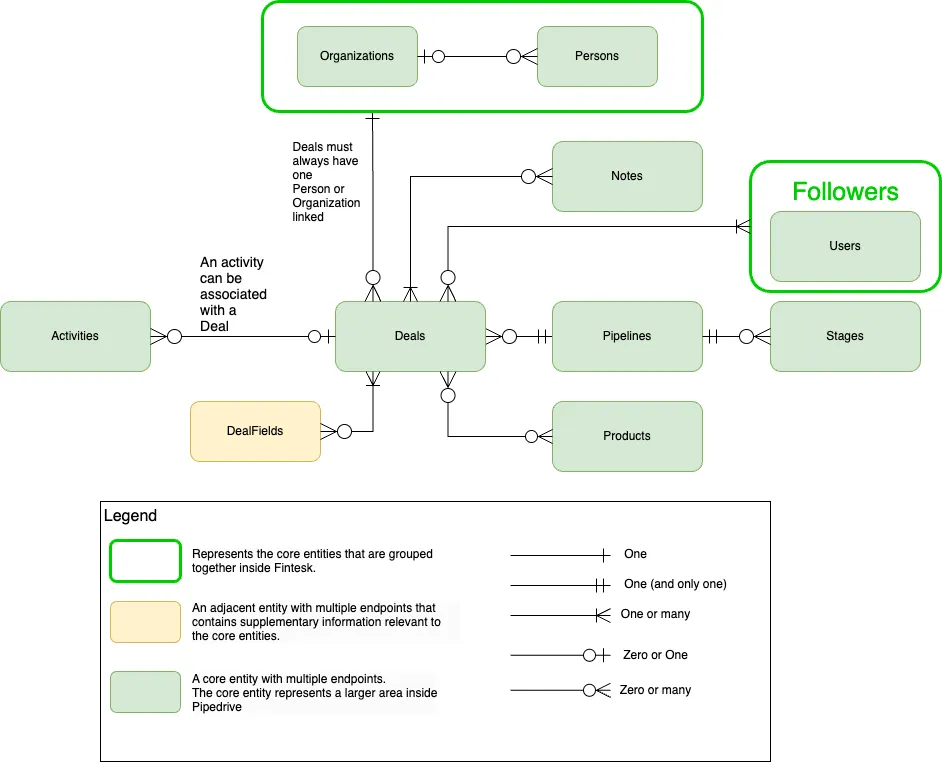 Organizations
Persons
Deals must
always have
one
Person or
Organization
linked
Notes
Followers
Users
An activity
can be
associated
with a
Deal
Activities
Deals
Pipelines
Stages
DealFields
Products
Legend
Represents the core entities that are grouped
together inside Fintesk.
An adjacent entity with multiple endpoints that
contains supplementary information relevant to
the core entities.
A core entity with multiple endpoints.
The core entity represents a larger area inside
Pipedrive
One
One (and only one)
One or many
Zero or One
Zero or many